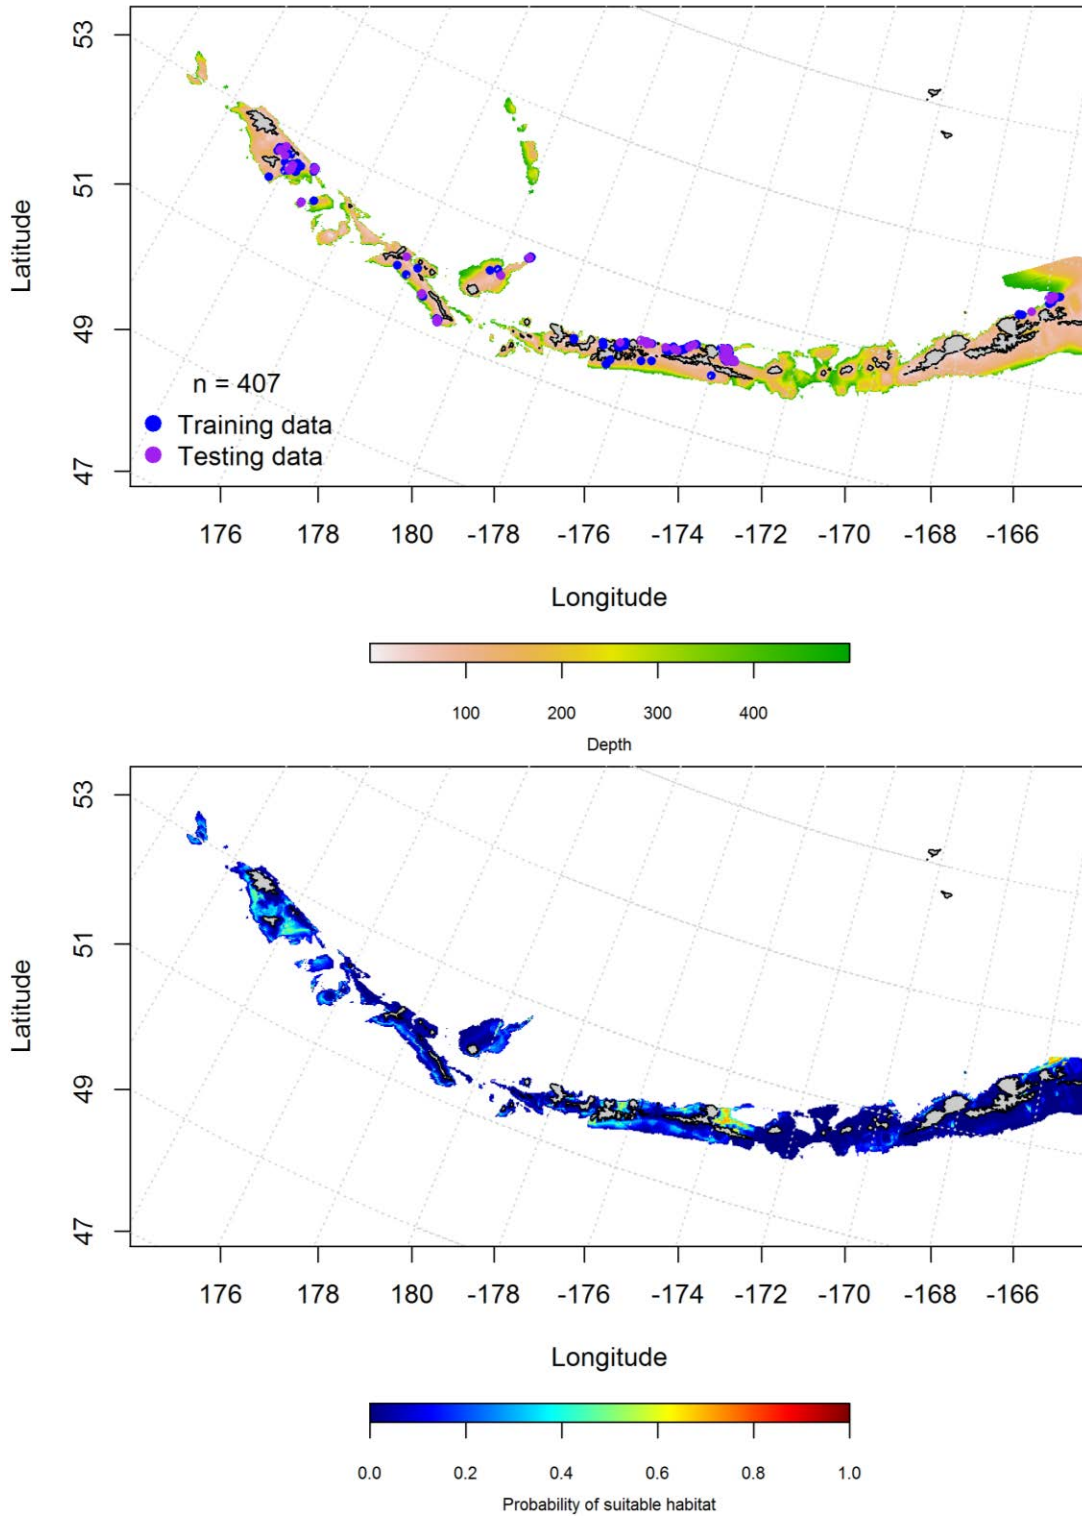 53
51
49
47
Latitude
n = 407
Training data
Testing data
176 178 180 -178 -176 -174 -172 -170 -168 -166
Longitude
100 200 300 400
Depth
53
51
49
47
Latitude
176 178 180 -178 -176 -174 -172 -170 -168 -166
Longitude
0.0 0.2 0.4 0.6 0.8 1.0
Probability of suitable habitat